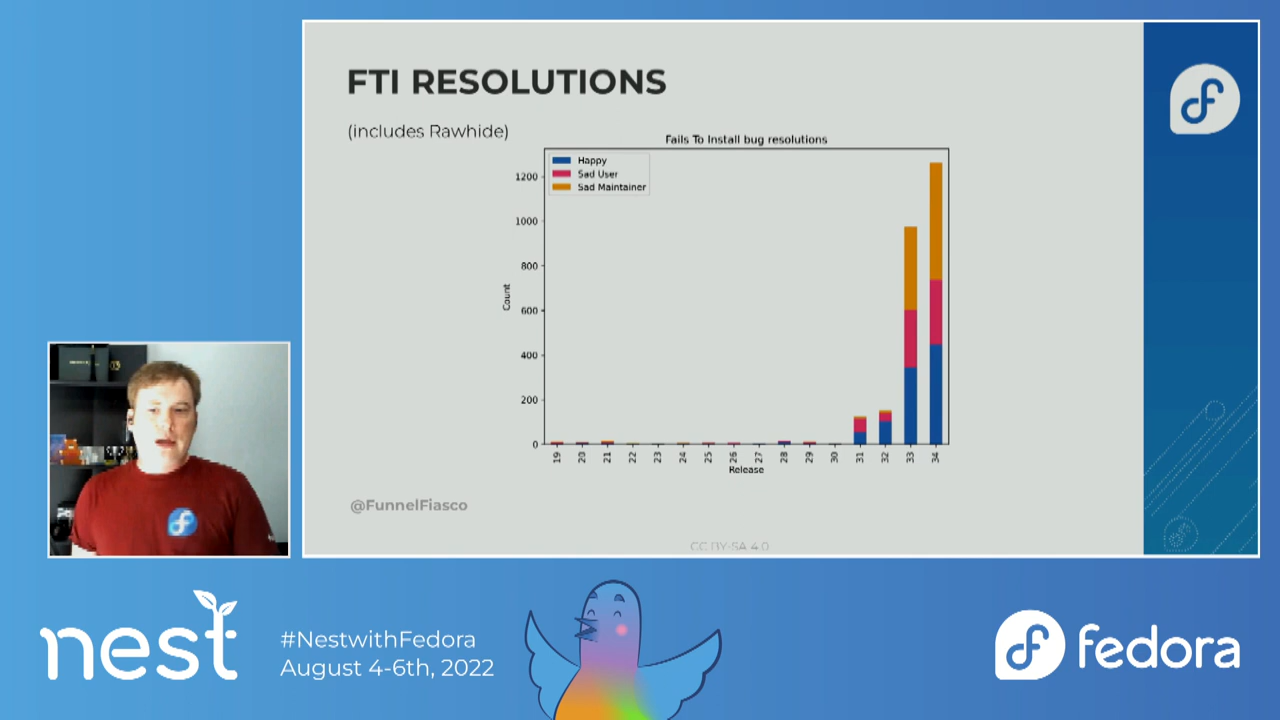 FTI RESOLUTIONS
(includes Rawhide)
Fails To Install bug resolutions
Happy
Sad User
Sad Maintainer
1200
1000
800
600
400
200
0
Count
19 20 21 22 23 24 25 26 27 28 29 30 31 32 33 34
Release
@FunnelFiasco
CC BY-SA 4.0
nest
#NestwithFedora
August 4-6th, 2022
fedora